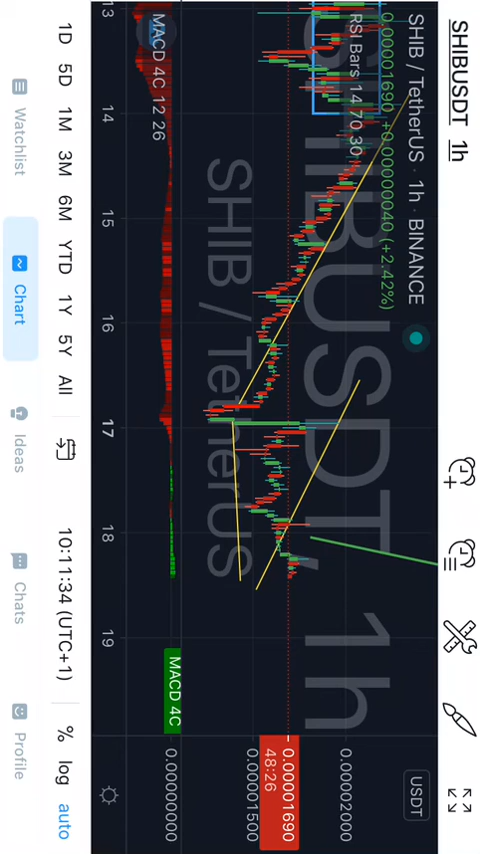 SHIBUSDT 1h
SHIB / TetherUS · 1h · BINANCE
0.00001690 +0.00000040 (+2.42%)
RSI Bars 14 70 30
SHIBUSDT, 1h
SHIB / TetherUS
MACD 4C 12 26
USDT
0.00002000
0.00001690
48:26
0.00001500
MACD 4C
0.00000000
13
14
15
16
17
18
19
1D 5D 1M 3M 6M YTD 1Y 5Y All
10:11:34 (UTC+1)
% log auto
Watchlist
Chart
Ideas
Chats
Profile